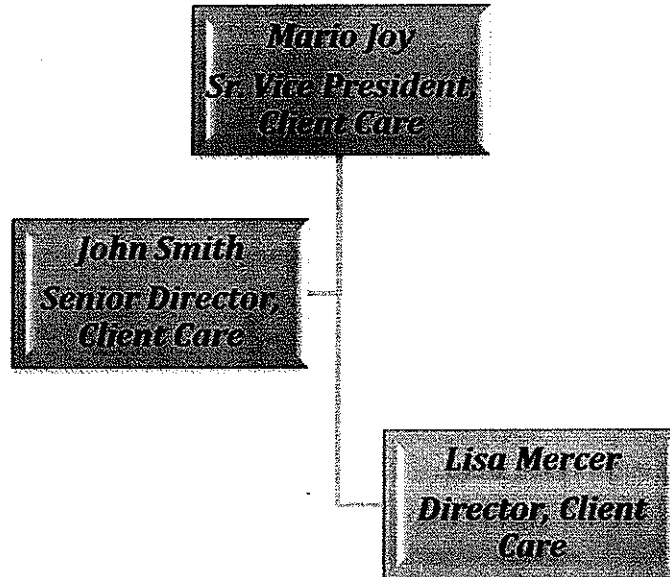 Mario Joy
Sr. Vice President,
Client Care
John Smith
Senior Director,
Client Care
Lisa Mercer
Director, Client
Care